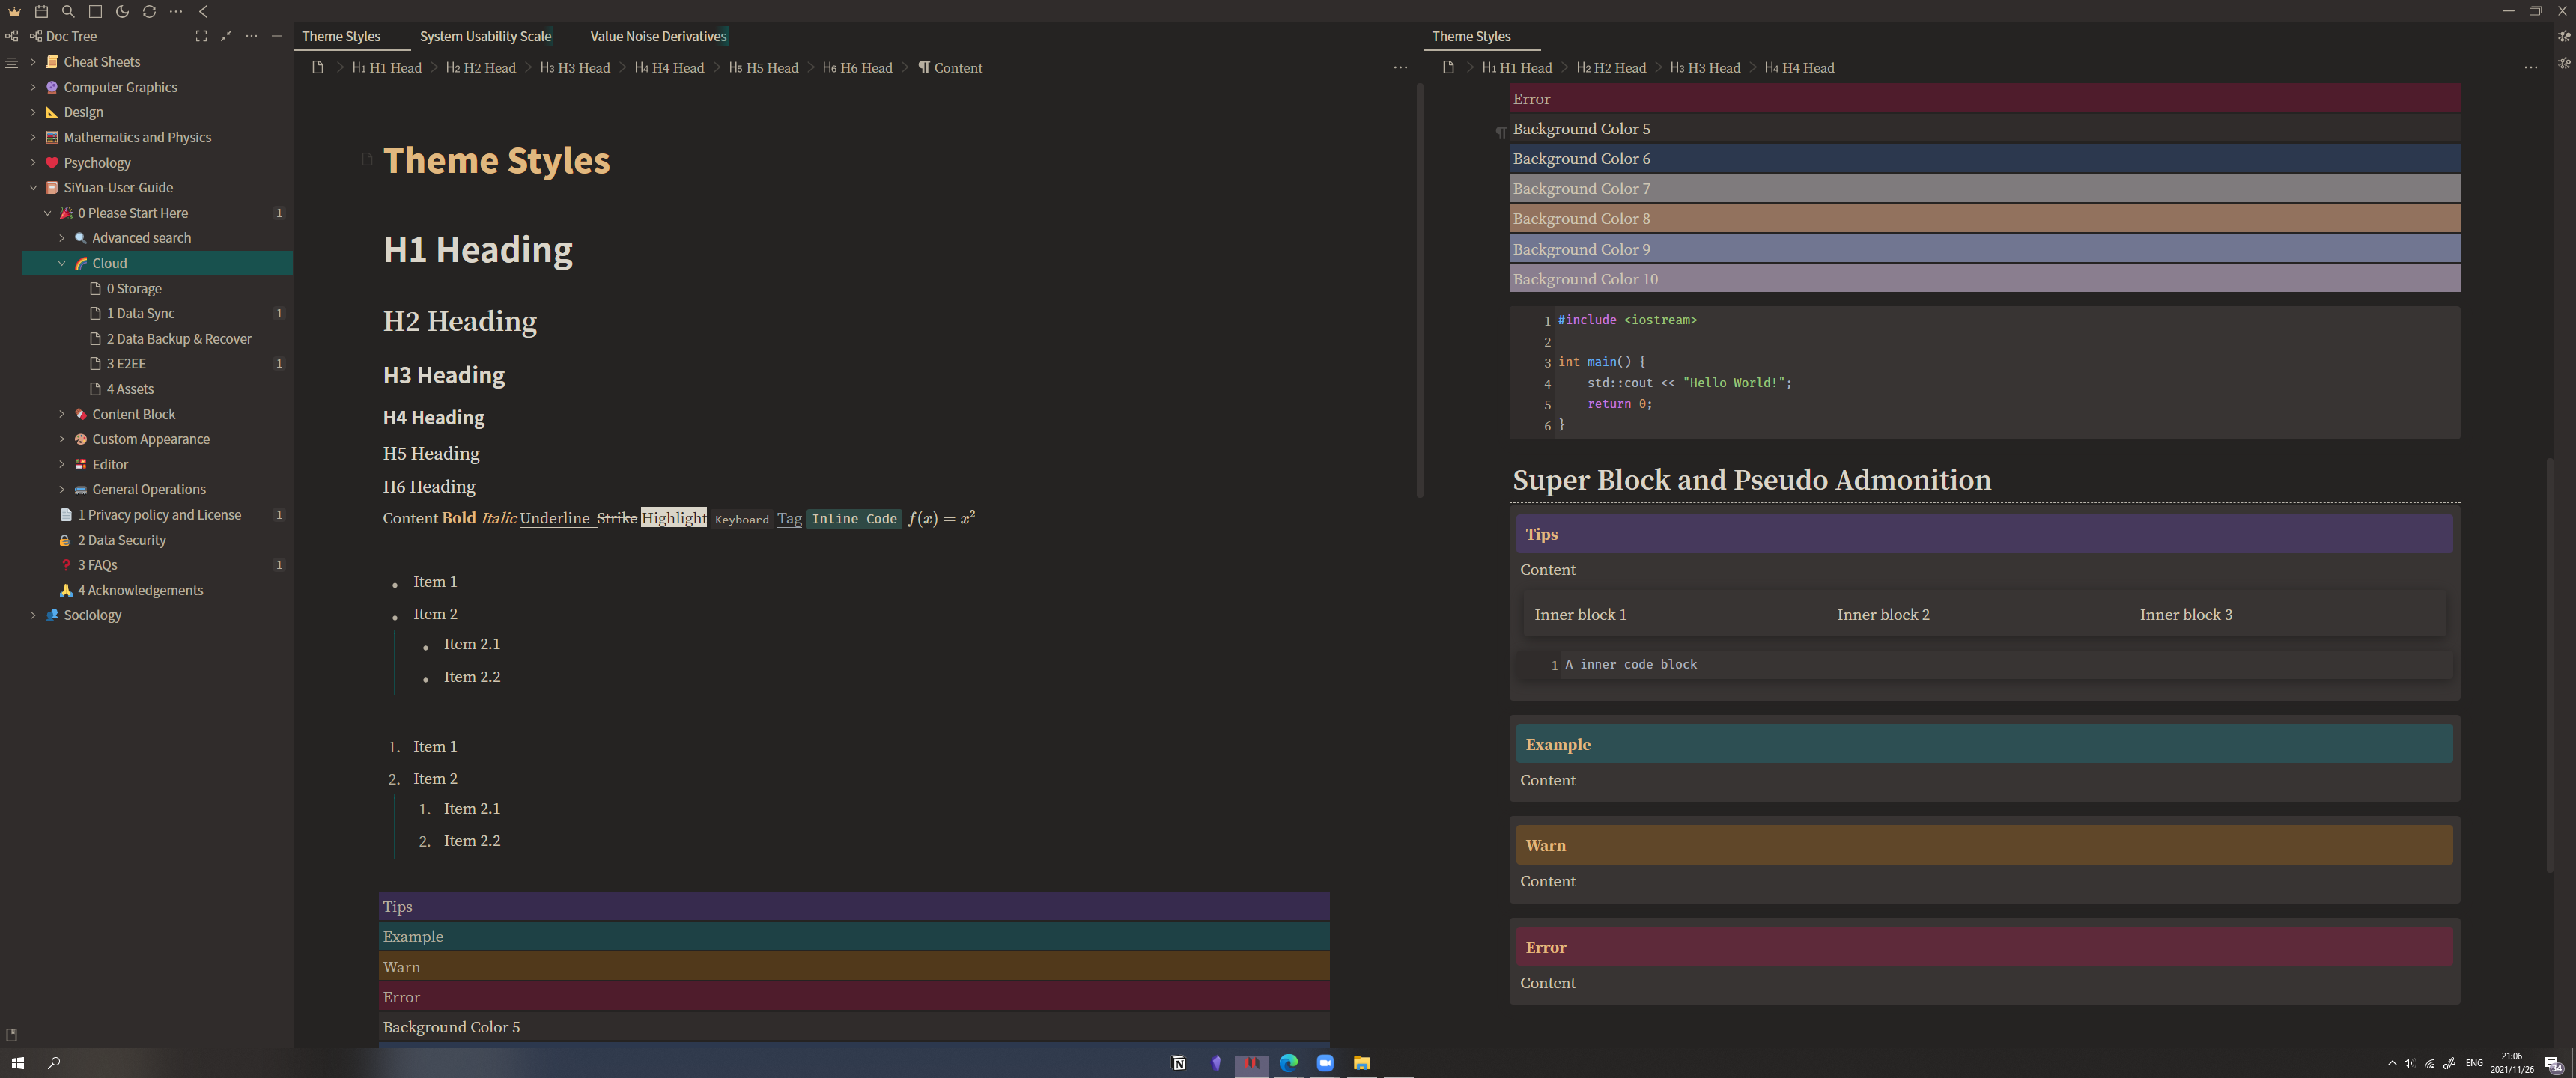 Doc Tree
Cheat Sheets
Computer Graphics
Design
Mathematics and Physics
Psychology
SiYuan-User-Guide
0 Please Start Here 1
Advanced search
Cloud
0 Storage
1 Data Sync 1
2 Data Backup & Recover
3 E2EE 1
4 Assets
Content Block
Custom Appearance
Editor
General Operations
1 Privacy policy and License 1
2 Data Security
3 FAQs 1
4 Acknowledgements
Sociology
Theme Styles System Usability Scale Value Noise Derivatives
H1 H1 Head H2 H2 Head H3 H3 Head H4 H4 Head H5 H5 Head H6 H6 Head ¶ Content
Theme Styles
H1 Heading
H2 Heading
H3 Heading
H4 Heading
H5 Heading
H6 Heading
Content Bold Italic Underline Strike Highlight Keyboard Tag Inline Code f(x) = x²
• Item 1
• Item 2
• Item 2.1
• Item 2.2
1. Item 1
2. Item 2
1. Item 2.1
2. Item 2.2
Tips
Example
Warn
Error
Background Color 5
Theme Styles
H1 H1 Head H2 H2 Head H3 H3 Head H4 H4 Head
Error
¶ Background Color 5
Background Color 6
Background Color 7
Background Color 8
Background Color 9
Background Color 10
1 #include <iostream>
2
3 int main() {
4 std::cout << "Hello World!";
5 return 0;
6 }
Super Block and Pseudo Admonition
Tips
Content
Inner block 1 Inner block 2 Inner block 3
1 A inner code block
Example
Content
Warn
Content
Error
Content
ENG
21:06
2021/11/26
34